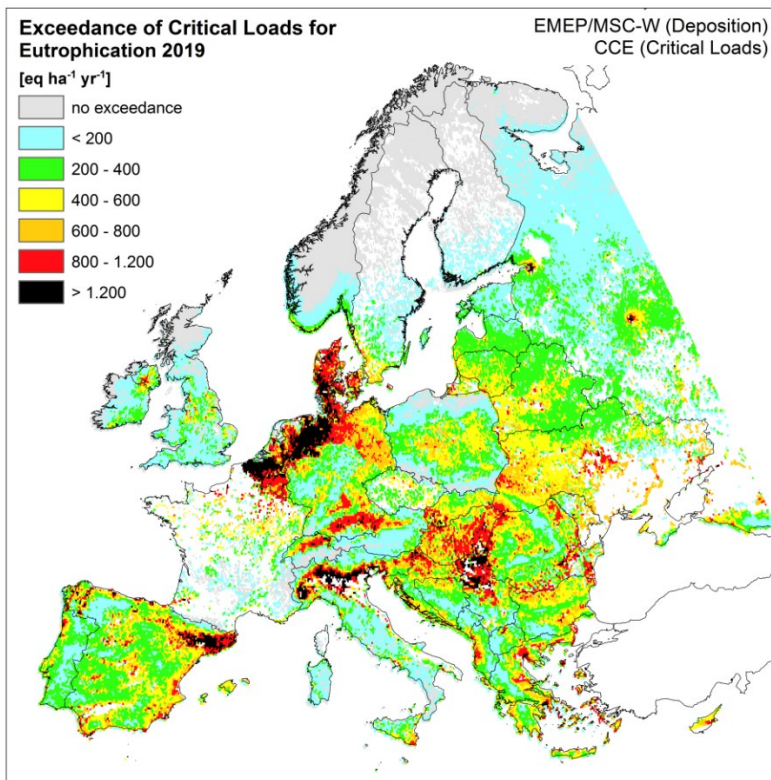 Exceedance of Critical Loads for
Eutrophication 2019
[eq ha⁻¹ yr⁻¹]
no exceedance
< 200
200 - 400
400 - 600
600 - 800
800 - 1.200
> 1.200
EMEP/MSC-W (Deposition)
CCE (Critical Loads)